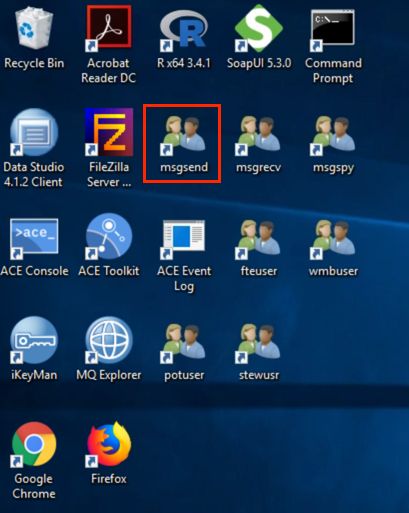 Recycle Bin
Acrobat
Reader DC
R x64 3.4.1
SoapUI 5.3.0
Command
Prompt
Data Studio
4.1.2 Client
FileZilla
Server ...
msgsend
msgrecv
msgspy
>ace_
ACE Console
ACE Toolkit
ACE Event
Log
fteuser
wmbuser
iKeyMan
MQ Explorer
potuser
stewusr
Google
Chrome
Firefox